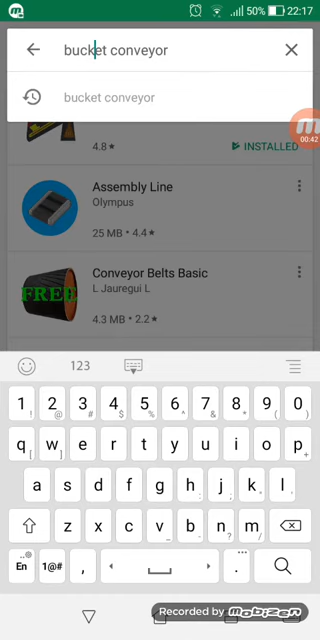 50% 22:17
bucket conveyor
bucket conveyor
00:42
4.8★ INSTALLED
Assembly Line
Olympus
25 MB • 4.4★
FREE
Conveyor Belts Basic
L Jauregui L
4.3 MB • 2.2★
123
1 2 3 4 5 6 7 8 9 0
! @ # $ % ^ & * ( )
q w e r t y u i o p
a s d f g h j k l
z x c v b n m
En 1@# , .
Recorded by mobizen